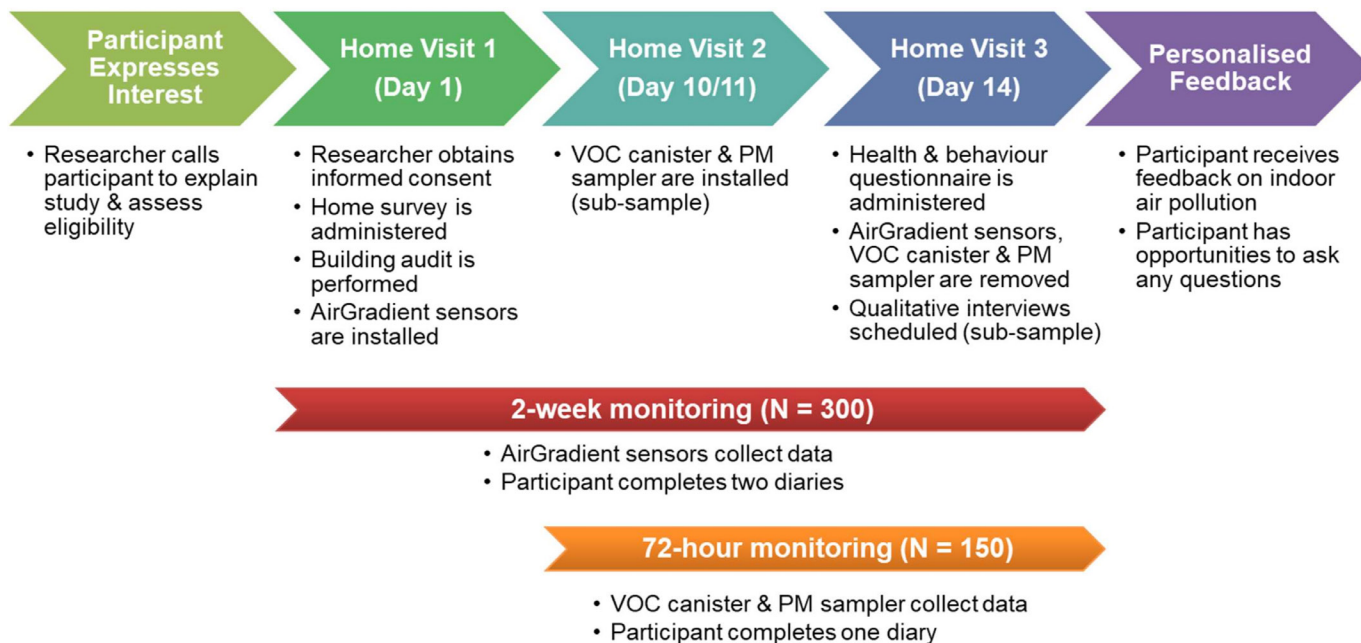 Participant
Expresses
Interest
Home Visit 1
(Day 1)
Home Visit 2
(Day 10/11)
Home Visit 3
(Day 14)
Personalised
Feedback
• Researcher calls
participant to explain
study & assess
eligibility
• Researcher obtains
informed consent
• Home survey is
administered
• Building audit is
performed
• AirGradient sensors
are installed
• VOC canister & PM
sampler are installed
(sub-sample)
• Health & behaviour
questionnaire is
administered
• AirGradient sensors,
VOC canister & PM
sampler are removed
• Qualitative interviews
scheduled (sub-sample)
• Participant receives
feedback on indoor
air pollution
• Participant has
opportunities to ask
any questions
2-week monitoring (N = 300)
• AirGradient sensors collect data
• Participant completes two diaries
72-hour monitoring (N = 150)
• VOC canister & PM sampler collect data
• Participant completes one diary